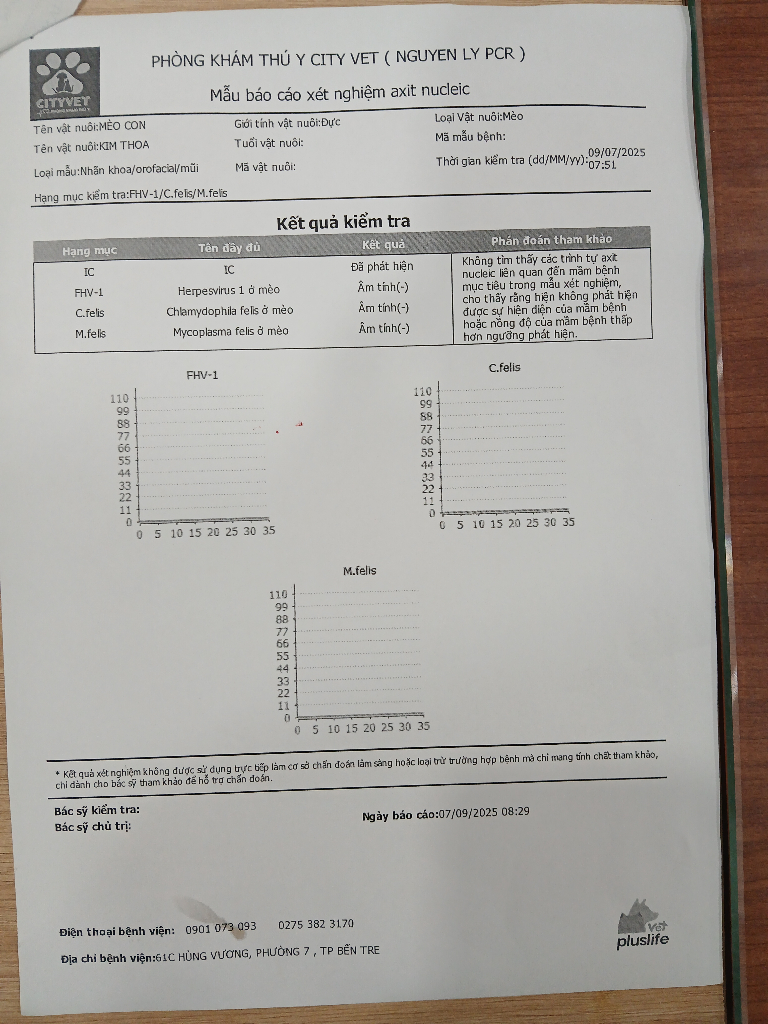 CITYVET
PHÒNG KHÁM THÚ Y CITY VET ( NGUYEN LY PCR )
Mẫu báo cáo xét nghiệm axit nucleic
Tên vật nuôi:MÈO CON Giới tính vật nuôi:Đực Loại Vật nuôi:Mèo
Tên vật nuôi:KIM THOA Tuổi vật nuôi: Mã mẫu bệnh:
Loại mẫu:Nhãn khoa/orofacial/mũi Mã vật nuôi: Thời gian kiểm tra (dd/MM/yy):09/07/2025 07:51
Hạng mục kiểm tra:FHV-1/C.felis/M.felis
Kết quả kiểm tra
Hạng mục Tên đầy đủ Kết quả Phán đoán tham khảo
IC IC Đã phát hiện
FHV-1 Herpesvirus 1 ở mèo Âm tính(-)
C.felis Chlamydophila felis ở mèo Âm tính(-)
M.felis Mycoplasma felis ở mèo Âm tính(-)
Không tìm thấy các trình tự axit
nucleic liên quan đến mầm bệnh
mục tiêu trong mẫu xét nghiệm,
cho thấy rằng hiện không phát hiện
được sự hiện diện của mầm bệnh
hoặc nồng độ của mầm bệnh thấp
hơn ngưỡng phát hiện.
FHV-1
110
99
88
77
66
55
44
33
22
11
0
0 5 10 15 20 25 30 35
C.felis
110
99
88
77
66
55
44
33
22
11
0
0 5 10 15 20 25 30 35
M.felis
110
99
88
77
66
55
44
33
22
11
0
0 5 10 15 20 25 30 35
* Kết quả xét nghiệm không được sử dụng trực tiếp làm cơ sở chẩn đoán lâm sàng hoặc loại trừ trường hợp bệnh mà chỉ mang tính chất tham khảo,
chỉ dành cho bác sỹ tham khảo để hỗ trợ chẩn đoán.
Bác sỹ kiểm tra:
Bác sỹ chủ trì: Ngày báo cáo:07/09/2025 08:29
Điện thoại bệnh viện: 0901 073 093 0275 382 3170
Địa chỉ bệnh viện:61C HÙNG VƯƠNG, PHƯỜNG 7 , TP BẾN TRE
Vet
pluslife